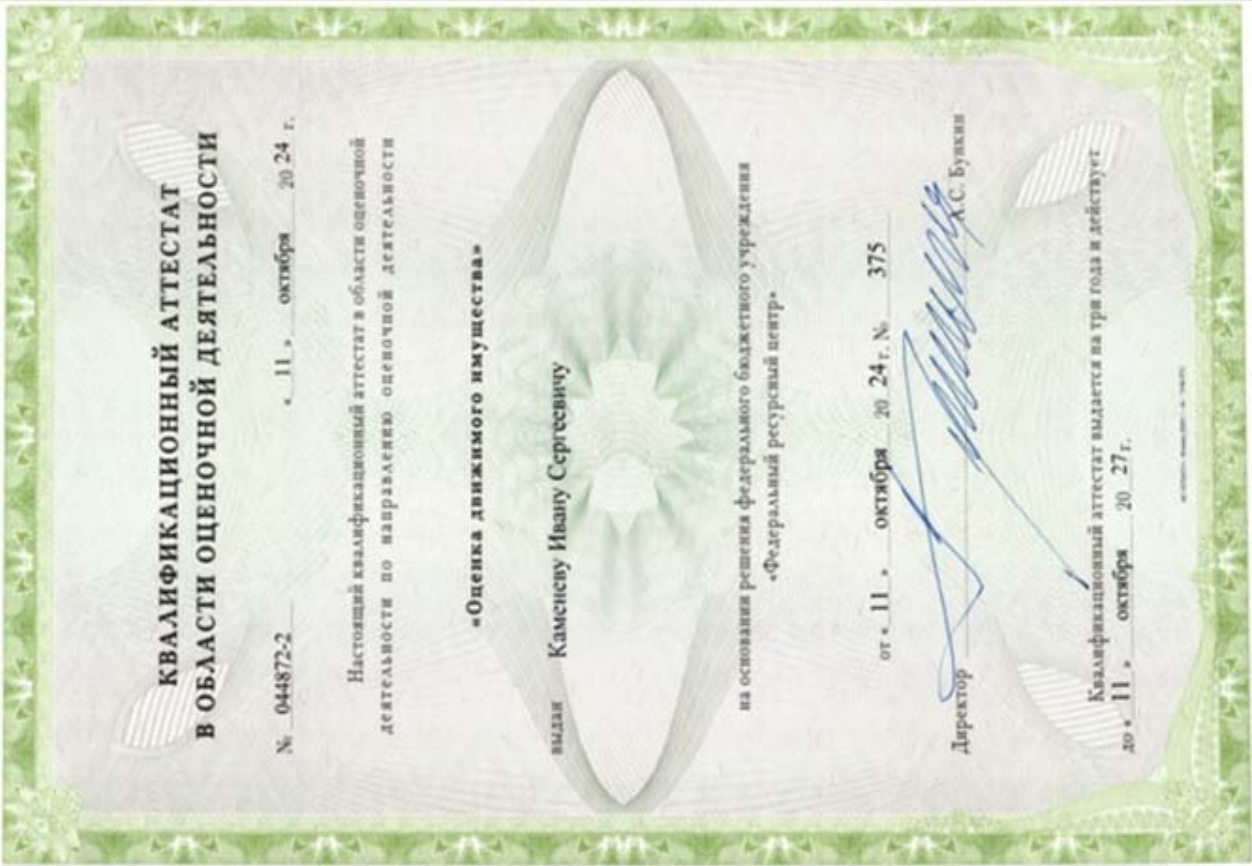 КВАЛИФИКАЦИОННЫЙ АТТЕСТАТ
В ОБЛАСТИ ОЦЕНОЧНОЙ ДЕЯТЕЛЬНОСТИ
№ 044872-2 « 11 » октября 20 24 г.
Настоящий квалификационный аттестат в области оценочной
деятельности по направлению оценочной деятельности
«Оценка движимого имущества»
выдан Каменеву Ивану Сергеевичу
на основании решения федерального бюджетного учреждения
«Федеральный ресурсный центр»
от « 11 » октября 20 24 г. № 375
Директор А.С. Бункин
Квалификационный аттестат выдается на три года и действует
до « 11 » октября 20 27 г.